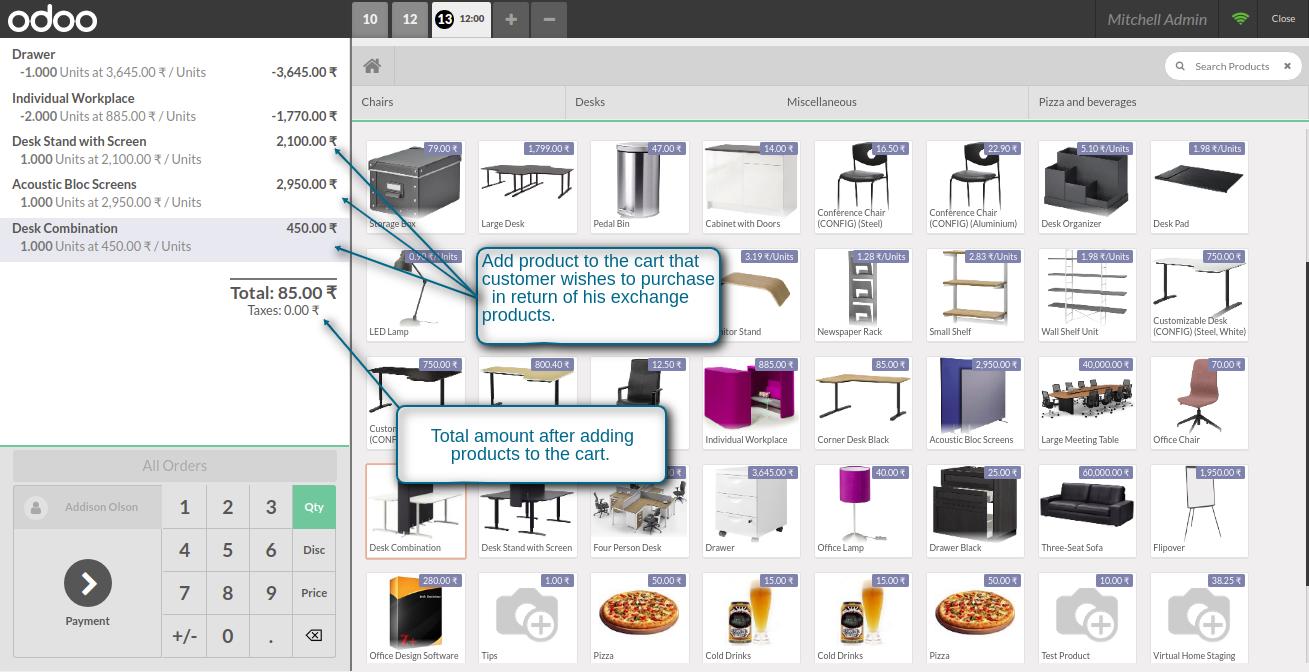 odoo
10
12
13 12:00
+
−
Mitchell Admin
Close
Drawer
-1.000 Units at 3,645.00 ₹ / Units -3,645.00 ₹
Individual Workplace
-2.000 Units at 885.00 ₹ / Units -1,770.00 ₹
Desk Stand with Screen 2,100.00 ₹
1.000 Units at 2,100.00 ₹ / Units
Acoustic Bloc Screens 2,950.00 ₹
1.000 Units at 2,950.00 ₹ / Units
Desk Combination 450.00 ₹
1.000 Units at 450.00 ₹ / Units
Total: 85.00 ₹
Taxes: 0.00 ₹
All Orders
Addison Olson
Payment
1 2 3 Qty
4 5 6 Disc
7 8 9 Price
+/- 0 .
Search Products
Chairs Desks Miscellaneous Pizza and beverages
79.00 ₹ 1,799.00 ₹ 47.00 ₹ 14.00 ₹ 16.50 ₹ 22.90 ₹ 5.10 ₹/Units 1.98 ₹/Units
Conference Chair Conference Chair
Storage Box Large Desk Pedal Bin Cabinet with Doors (CONFIG) (Steel) (CONFIG) (Aluminium) Desk Organizer Desk Pad
Add product to the cart that
customer wishes to purchase
in return of his exchange
products.
₹/Units 3.19 ₹/Units 1.28 ₹/Units 2.83 ₹/Units 1.98 ₹/Units 750.00 ₹
Customizable Desk
LED Lamp Stand Newspaper Rack Small Shelf Wall Shelf Unit (CONFIG) (Steel, White)
750.00 ₹ 800.40 ₹ 12.50 ₹ 885.00 ₹ 85.00 ₹ 2,950.00 ₹ 40,000.00 ₹ 70.00 ₹
Individual Workplace Corner Desk Black Acoustic Bloc Screens Large Meeting Table Office Chair
Total amount after adding
products to the cart.
3,645.00 ₹ 40.00 ₹ 25.00 ₹ 60,000.00 ₹ 1,950.00 ₹
Desk Combination Desk Stand with Screen Four Person Desk Drawer Office Lamp Drawer Black Three-Seat Sofa Flipover
280.00 ₹ 1.00 ₹ 50.00 ₹ 15.00 ₹ 15.00 ₹ 50.00 ₹ 10.00 ₹ 38.25 ₹
Office Design Software Tips Pizza Cold Drinks Cold Drinks Pizza Test Product Virtual Home Staging